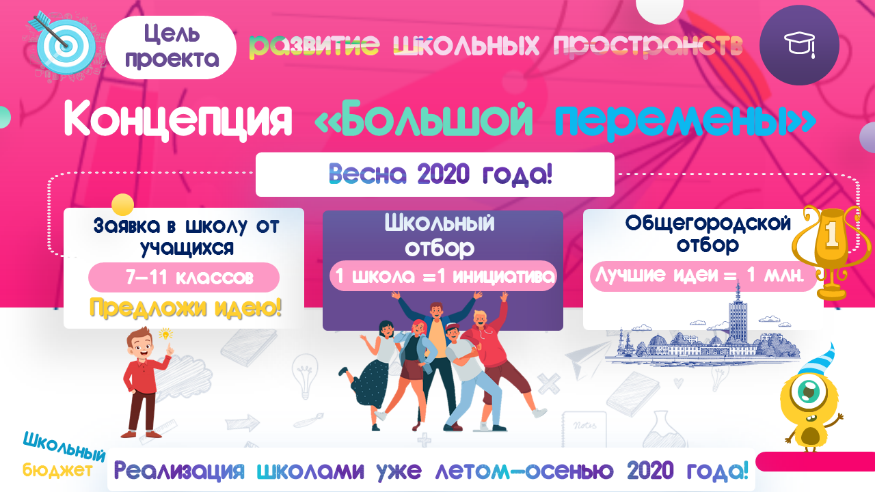 Цель
проекта
развитие школьных пространств
Концепция «Большой перемены»
Весна 2020 года!
Заявка в школу от
учащихся
7–11 классов
Предложи идею!
Школьный
отбор
1 школа =1 инициатива
Общегородской
отбор
Лучшие идеи = 1 млн.
1
Школьный
бюджет
Реализация школами уже летом–осенью 2020 года!